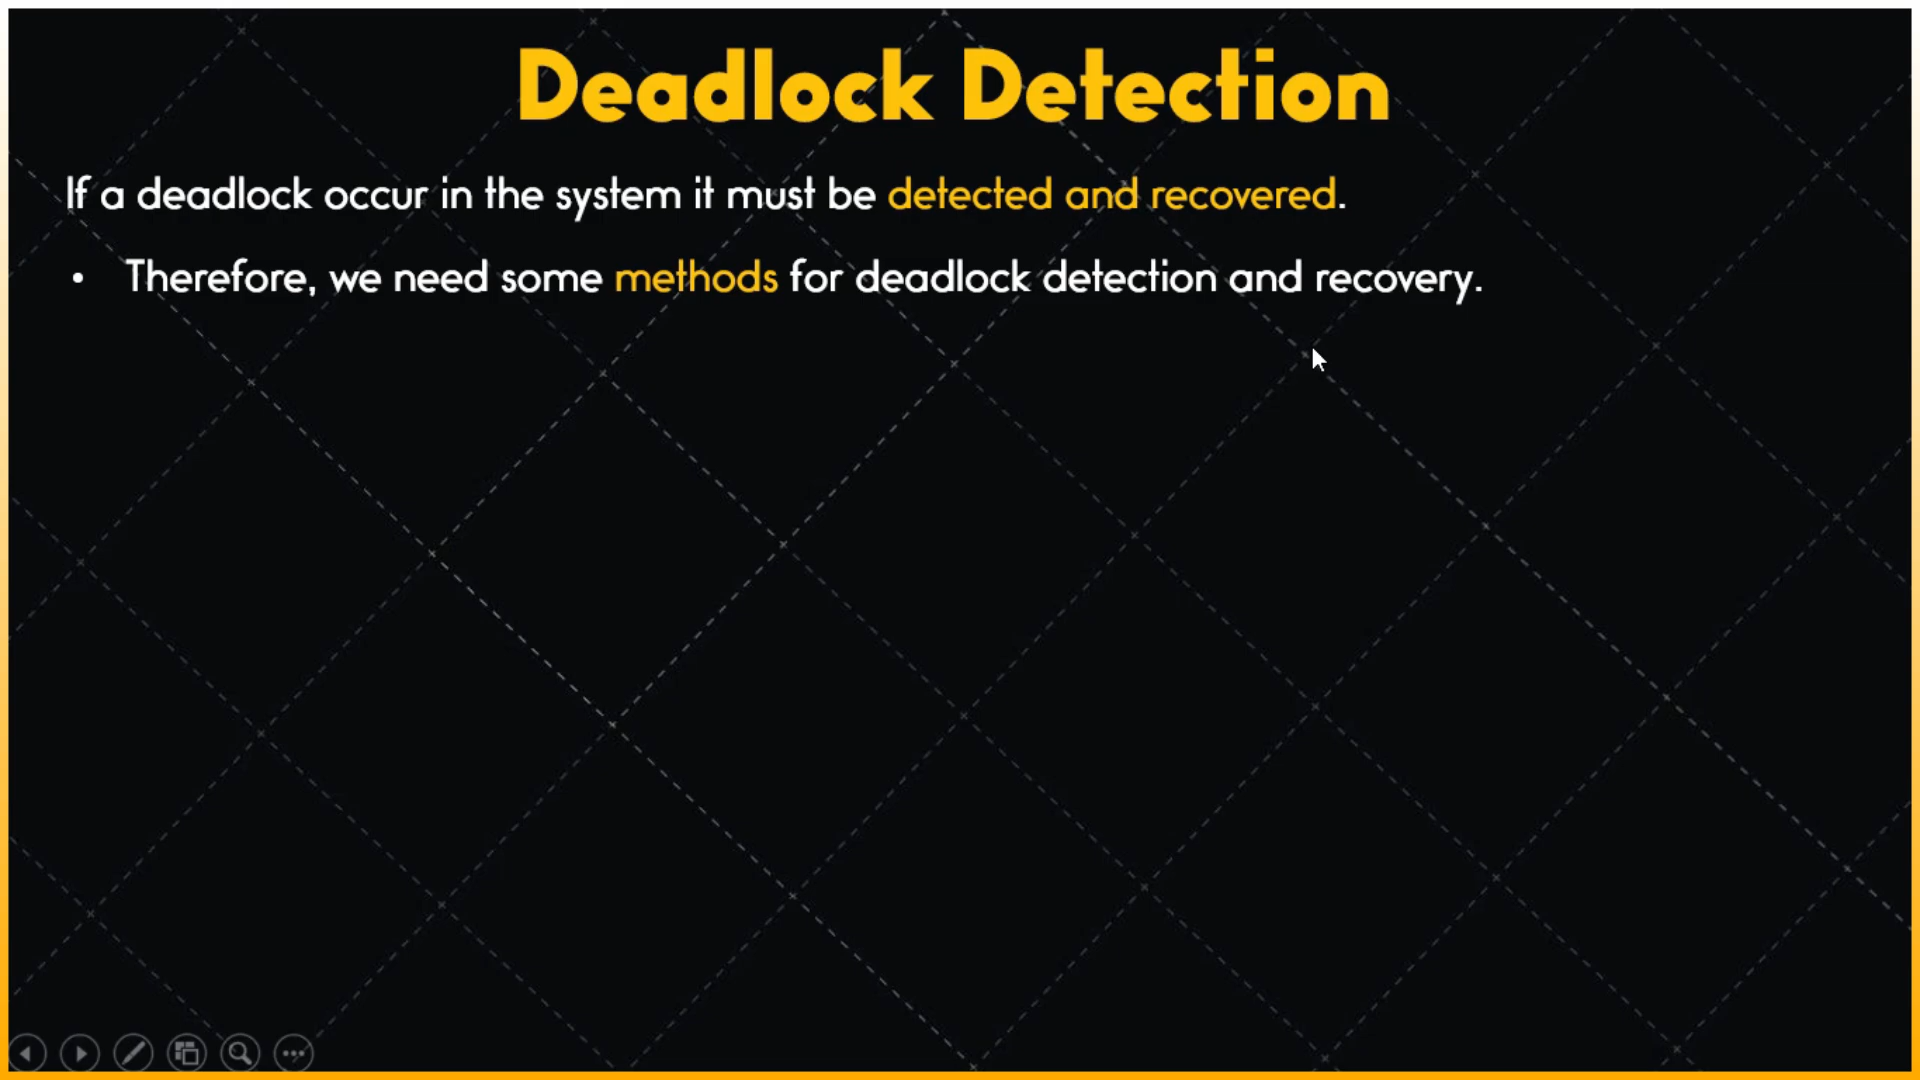 Deadlock Detection
If a deadlock occur in the system it must be detected and recovered.
• Therefore, we need some methods for deadlock detection and recovery.